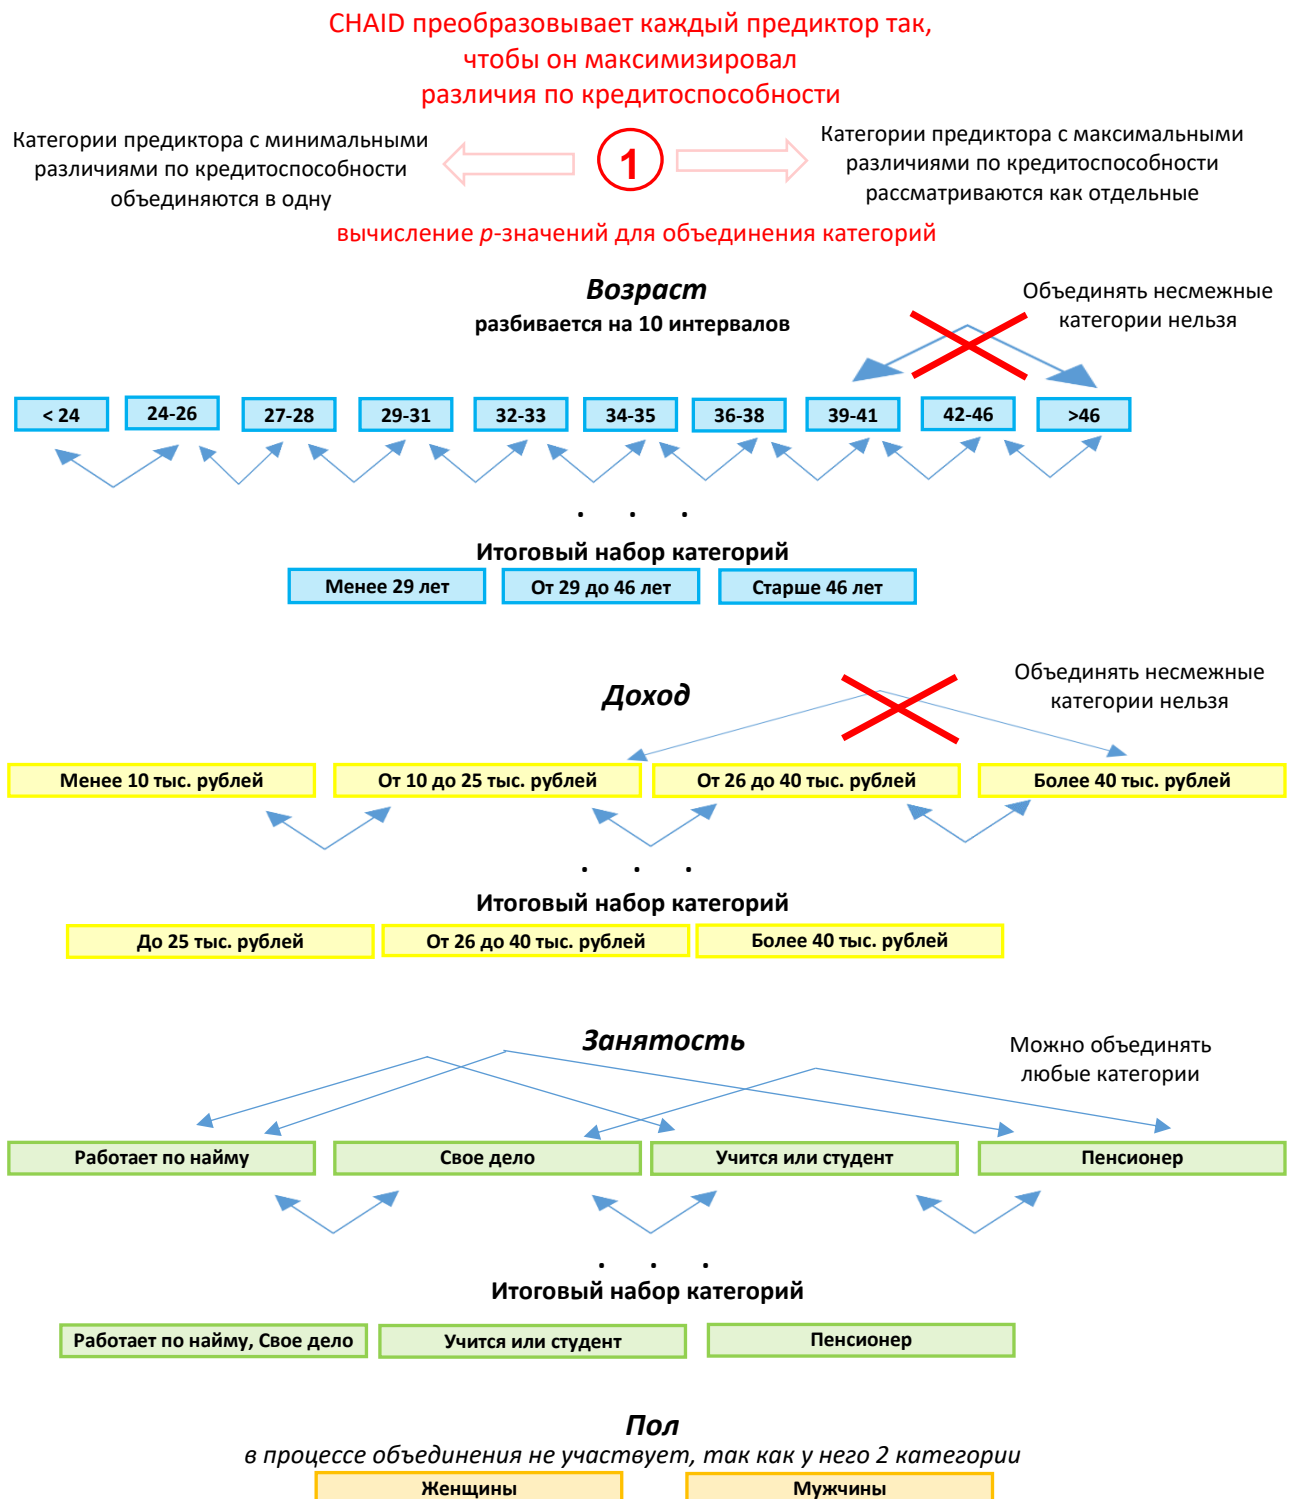 CHAID преобразовывает каждый предиктор так,
чтобы он максимизировал
различия по кредитоспособности
Категории предиктора с минимальными
различиями по кредитоспособности
объединяются в одну
1
Категории предиктора с максимальными
различиями по кредитоспособности
рассматриваются как отдельные
вычисление p-значений для объединения категорий
Возраст
разбивается на 10 интервалов
Объединять несмежные
категории нельзя
< 24
24-26
27-28
29-31
32-33
34-35
36-38
39-41
42-46
>46
. . .
Итоговый набор категорий
Менее 29 лет
От 29 до 46 лет
Старше 46 лет
Доход
Объединять несмежные
категории нельзя
Менее 10 тыс. рублей
От 10 до 25 тыс. рублей
От 26 до 40 тыс. рублей
Более 40 тыс. рублей
. . .
Итоговый набор категорий
До 25 тыс. рублей
От 26 до 40 тыс. рублей
Более 40 тыс. рублей
Занятость
Можно объединять
любые категории
Работает по найму
Свое дело
Учится или студент
Пенсионер
. . .
Итоговый набор категорий
Работает по найму, Свое дело
Учится или студент
Пенсионер
Пол
в процессе объединения не участвует, так как у него 2 категории
Женщины
Мужчины